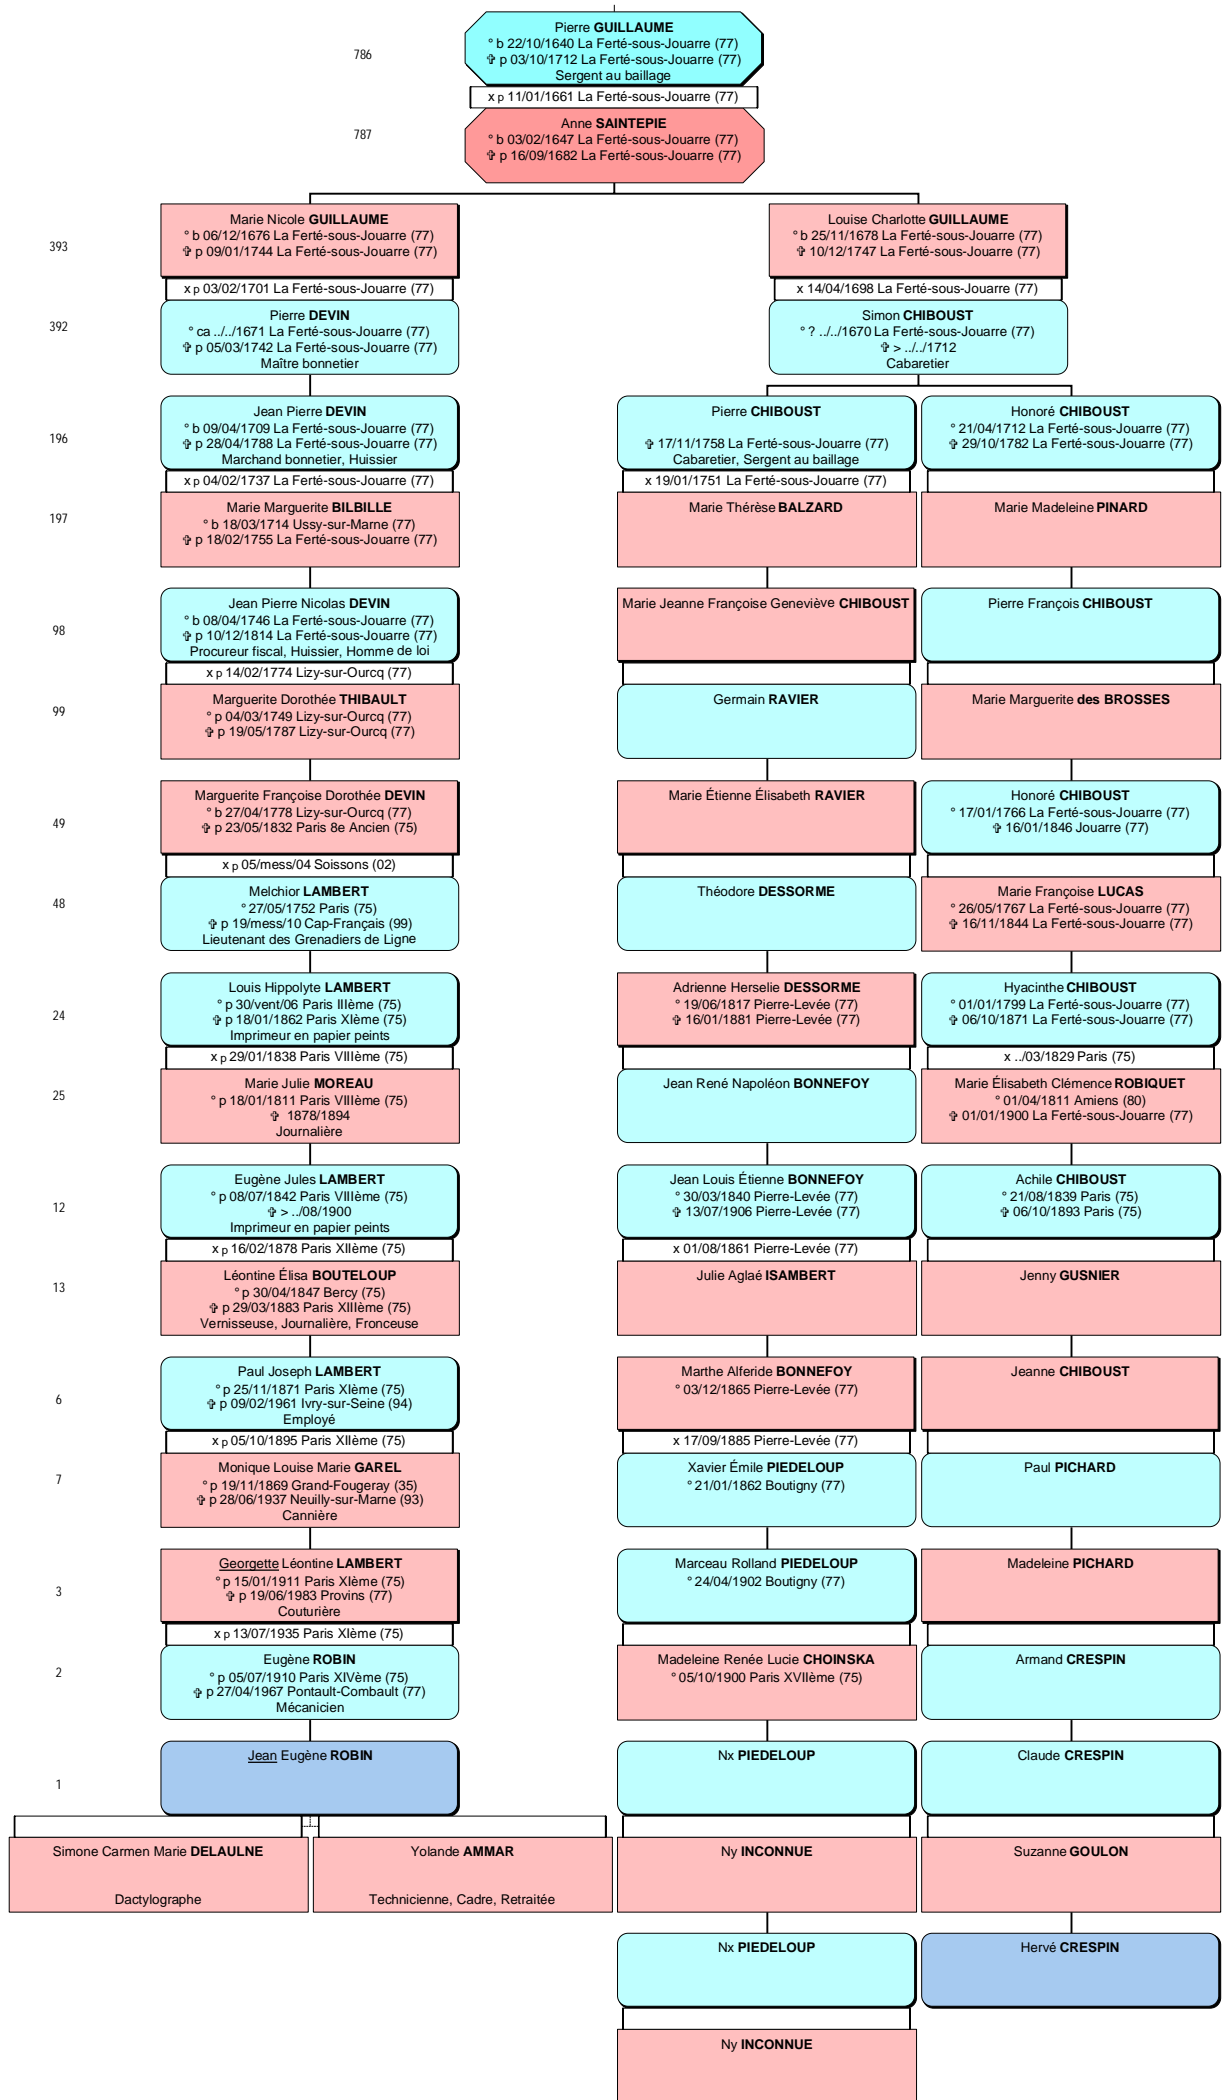 786
Pierre GUILLAUME
° b 22/10/1640 La Ferté-sous-Jouarre (77)
✞ p 03/10/1712 La Ferté-sous-Jouarre (77)
Sergent au baillage
x p 11/01/1661 La Ferté-sous-Jouarre (77)
787
Anne SAINTEPIE
° b 03/02/1647 La Ferté-sous-Jouarre (77)
✞ p 16/09/1682 La Ferté-sous-Jouarre (77)
393
Marie Nicole GUILLAUME
° b 06/12/1676 La Ferté-sous-Jouarre (77)
✞ p 09/01/1744 La Ferté-sous-Jouarre (77)
x p 03/02/1701 La Ferté-sous-Jouarre (77)
Louise Charlotte GUILLAUME
° b 25/11/1678 La Ferté-sous-Jouarre (77)
✞ 10/12/1747 La Ferté-sous-Jouarre (77)
x 14/04/1698 La Ferté-sous-Jouarre (77)
392
Pierre DEVIN
° ca ../../1671 La Ferté-sous-Jouarre (77)
✞ p 05/03/1742 La Ferté-sous-Jouarre (77)
Maître bonnetier
Simon CHIBOUST
° ? ../../1670 La Ferté-sous-Jouarre (77)
✞ > ../../1712
Cabaretier
196
Jean Pierre DEVIN
° b 09/04/1709 La Ferté-sous-Jouarre (77)
✞ p 28/04/1788 La Ferté-sous-Jouarre (77)
Marchand bonnetier, Huissier
x p 04/02/1737 La Ferté-sous-Jouarre (77)
Pierre CHIBOUST
✞ 17/11/1758 La Ferté-sous-Jouarre (77)
Cabaretier, Sergent au baillage
x 19/01/1751 La Ferté-sous-Jouarre (77)
Honoré CHIBOUST
° 21/04/1712 La Ferté-sous-Jouarre (77)
✞ 29/10/1782 La Ferté-sous-Jouarre (77)
197
Marie Marguerite BILBILLE
° b 18/03/1714 Ussy-sur-Marne (77)
✞ p 18/02/1755 La Ferté-sous-Jouarre (77)
Marie Thérèse BALZARD
Marie Madeleine PINARD
98
Jean Pierre Nicolas DEVIN
° b 08/04/1746 La Ferté-sous-Jouarre (77)
✞ p 10/12/1814 La Ferté-sous-Jouarre (77)
Procureur fiscal, Huissier, Homme de loi
x p 14/02/1774 Lizy-sur-Ourcq (77)
Marie Jeanne Françoise Geneviève CHIBOUST
Pierre François CHIBOUST
99
Marguerite Dorothée THIBAULT
° p 04/03/1749 Lizy-sur-Ourcq (77)
✞ p 19/05/1787 Lizy-sur-Ourcq (77)
Germain RAVIER
Marie Marguerite des BROSSES
49
Marguerite Françoise Dorothée DEVIN
° b 27/04/1778 Lizy-sur-Ourcq (77)
✞ p 23/05/1832 Paris 8e Ancien (75)
x p 05/mess/04 Soissons (02)
Marie Étienne Élisabeth RAVIER
Honoré CHIBOUST
° 17/01/1766 La Ferté-sous-Jouarre (77)
✞ 16/01/1846 Jouarre (77)
48
Melchior LAMBERT
° 27/05/1752 Paris (75)
✞ p 19/mess/10 Cap-Français (99)
Lieutenant des Grenadiers de Ligne
Théodore DESSORME
Marie Françoise LUCAS
° 26/05/1767 La Ferté-sous-Jouarre (77)
✞ 16/11/1844 La Ferté-sous-Jouarre (77)
24
Louis Hippolyte LAMBERT
° p 30/vent/06 Paris IIIème (75)
✞ p 18/01/1862 Paris XIème (75)
Imprimeur en papier peints
x p 29/01/1838 Paris VIIIème (75)
Adrienne Herselie DESSORME
° 19/06/1817 Pierre-Levée (77)
✞ 16/01/1881 Pierre-Levée (77)
Hyacinthe CHIBOUST
° 01/01/1799 La Ferté-sous-Jouarre (77)
✞ 06/10/1871 La Ferté-sous-Jouarre (77)
x ../03/1829 Paris (75)
25
Marie Julie MOREAU
° p 18/01/1811 Paris VIIIème (75)
✞ 1878/1894
Journalière
Jean René Napoléon BONNEFOY
Marie Élisabeth Clémence ROBIQUET
° 01/04/1811 Amiens (80)
✞ 01/01/1900 La Ferté-sous-Jouarre (77)
12
Eugène Jules LAMBERT
° p 08/07/1842 Paris VIIIème (75)
✞ > ../08/1900
Imprimeur en papier peints
x p 16/02/1878 Paris XIIème (75)
Jean Louis Étienne BONNEFOY
° 30/03/1840 Pierre-Levée (77)
✞ 13/07/1906 Pierre-Levée (77)
x 01/08/1861 Pierre-Levée (77)
Achile CHIBOUST
° 21/08/1839 Paris (75)
✞ 06/10/1893 Paris (75)
13
Léontine Élisa BOUTELOUP
° p 30/04/1847 Bercy (75)
✞ p 29/03/1883 Paris XIIIème (75)
Vernisseuse, Journalière, Fronceuse
Julie Aglaé ISAMBERT
Jenny GUSNIER
6
Paul Joseph LAMBERT
° p 25/11/1871 Paris XIème (75)
✞ p 09/02/1961 Ivry-sur-Seine (94)
Employé
x p 05/10/1895 Paris XIIème (75)
Marthe Alferide BONNEFOY
° 03/12/1865 Pierre-Levée (77)
x 17/09/1885 Pierre-Levée (77)
Jeanne CHIBOUST
7
Monique Louise Marie GAREL
° p 19/11/1869 Grand-Fougeray (35)
✞ p 28/06/1937 Neuilly-sur-Marne (93)
Cannière
Xavier Émile PIEDELOUP
° 21/01/1862 Boutigny (77)
Paul PICHARD
3
Georgette Léontine LAMBERT
° p 15/01/1911 Paris XIème (75)
✞ p 19/06/1983 Provins (77)
Couturière
x p 13/07/1935 Paris XIème (75)
Marceau Rolland PIEDELOUP
° 24/04/1902 Boutigny (77)
Madeleine PICHARD
2
Eugène ROBIN
° p 05/07/1910 Paris XIVème (75)
✞ p 27/04/1967 Pontault-Combault (77)
Mécanicien
Madeleine Renée Lucie CHOINSKA
° 05/10/1900 Paris XVIIème (75)
Armand CRESPIN
1
Jean Eugène ROBIN
Nx PIEDELOUP
Claude CRESPIN
Simone Carmen Marie DELAULNE
Dactylographe
Yolande AMMAR
Technicienne, Cadre, Retraitée
Ny INCONNUE
Suzanne GOULON
Nx PIEDELOUP
Hervé CRESPIN
Ny INCONNUE